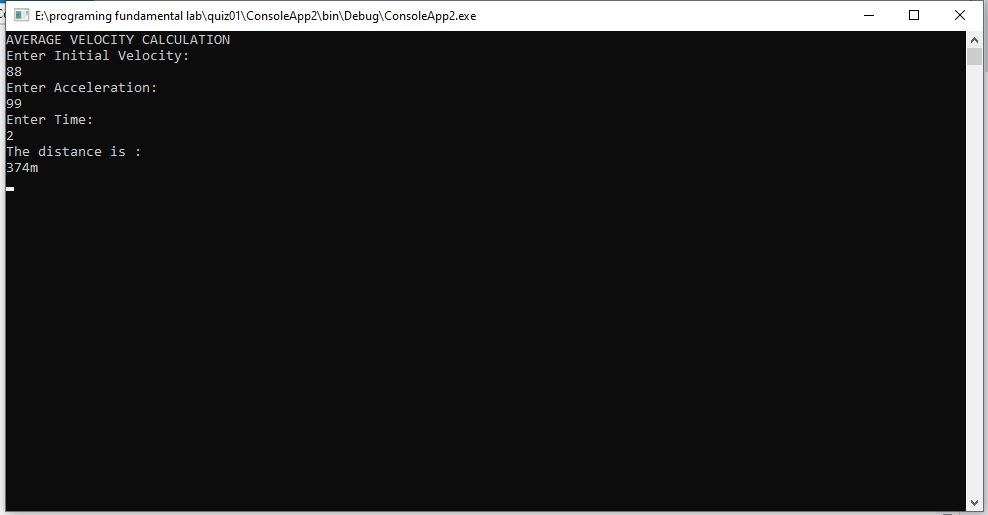 E:\programing fundamental lab\quiz01\ConsoleApp2\bin\Debug\ConsoleApp2.exe
AVERAGE VELOCITY CALCULATION
Enter Initial Velocity:
88
Enter Acceleration:
99
Enter Time:
2
The distance is :
374m